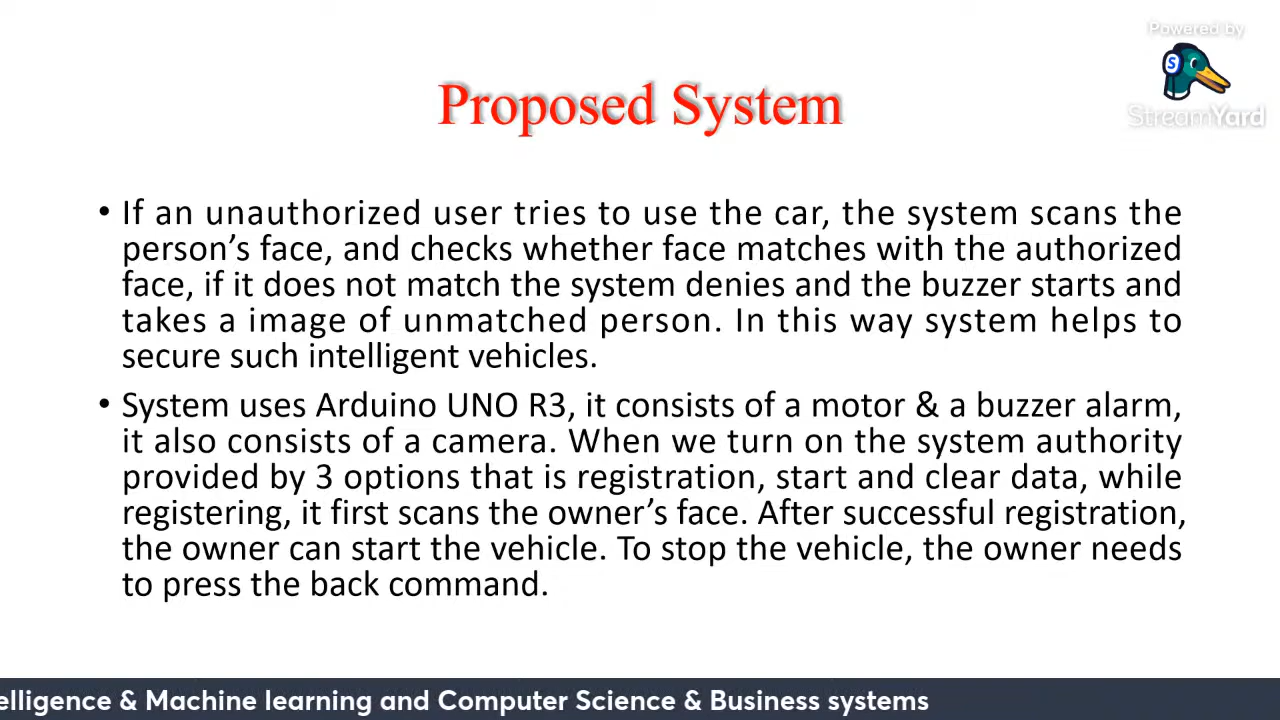 Powered by
S
StreamYard
Proposed System
• If an unauthorized user tries to use the car, the system scans the
person’s face, and checks whether face matches with the authorized
face, if it does not match the system denies and the buzzer starts and
takes a image of unmatched person. In this way system helps to
secure such intelligent vehicles.
• System uses Arduino UNO R3, it consists of a motor & a buzzer alarm,
it also consists of a camera. When we turn on the system authority
provided by 3 options that is registration, start and clear data, while
registering, it first scans the owner’s face. After successful registration,
the owner can start the vehicle. To stop the vehicle, the owner needs
to press the back command.
elligence & Machine learning and Computer Science & Business systems